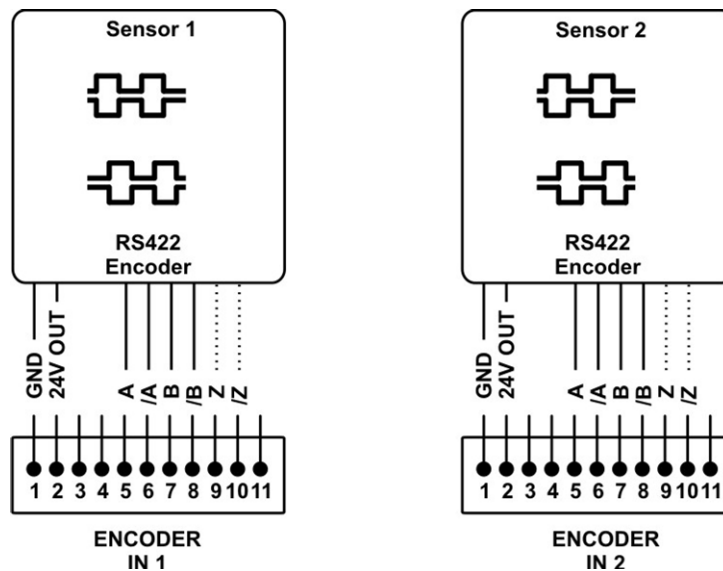 Sensor 1
Sensor 2
RS422
Encoder
RS422
Encoder
GND
24V OUT
A
/A
B
/B
Z
/Z
GND
24V OUT
A
/A
B
/B
Z
/Z
1 2 3 4 5 6 7 8 9 10 11
1 2 3 4 5 6 7 8 9 10 11
ENCODER
IN 1
ENCODER
IN 2